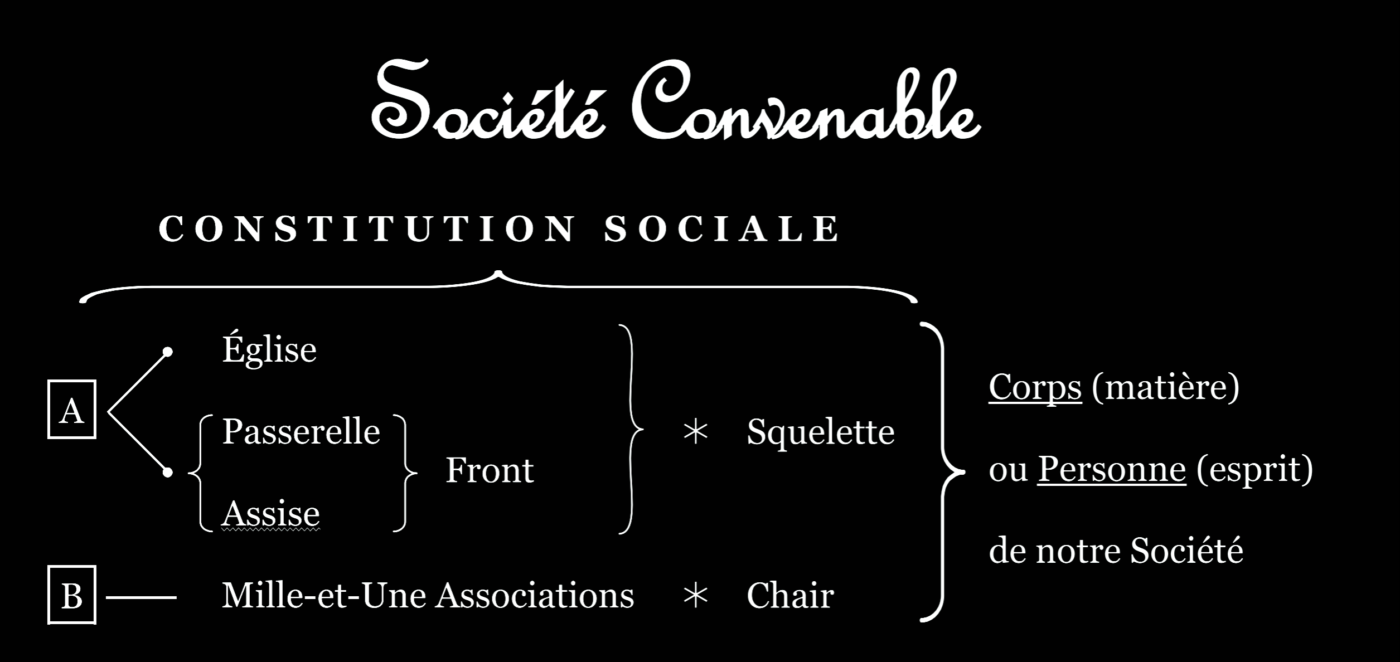 Société Convenable
CONSTITUTION SOCIALE
A
Église
Passerelle
Assise
Front
* Squelette
B
Mille-et-Une Associations * Chair
Corps (matière)
ou Personne (esprit)
de notre Société